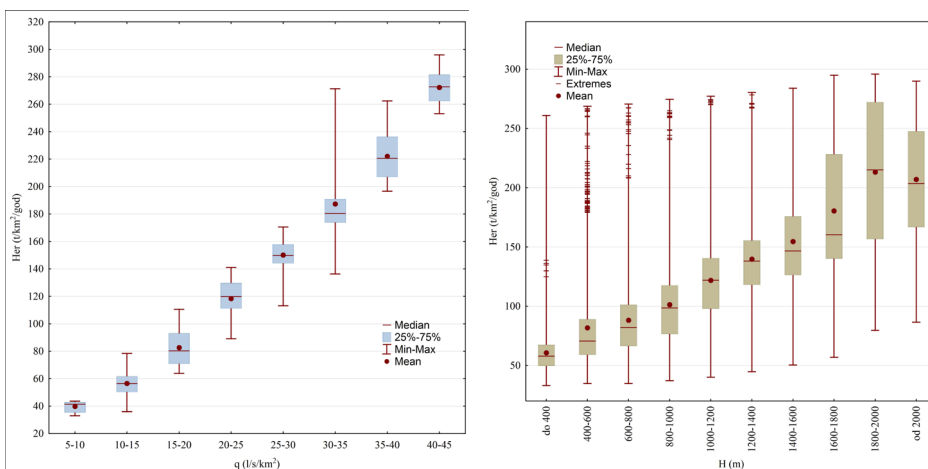 320
300
280
260
240
220
200
180
160
140
120
100
80
60
40
20
Her (t/km²/god)
Median
25%-75%
Min-Max
Mean
5-10 10-15 15-20 20-25 25-30 30-35 35-40 40-45
q (l/s/km²)
Median
25%-75%
Min-Max
Extremes
Mean
300
250
200
150
100
50
Her (t/km²/god)
do 400
400-600
600-800
800-1000
1000-1200
1200-1400
1400-1600
1600-1800
1800-2000
od 2000
H (m)